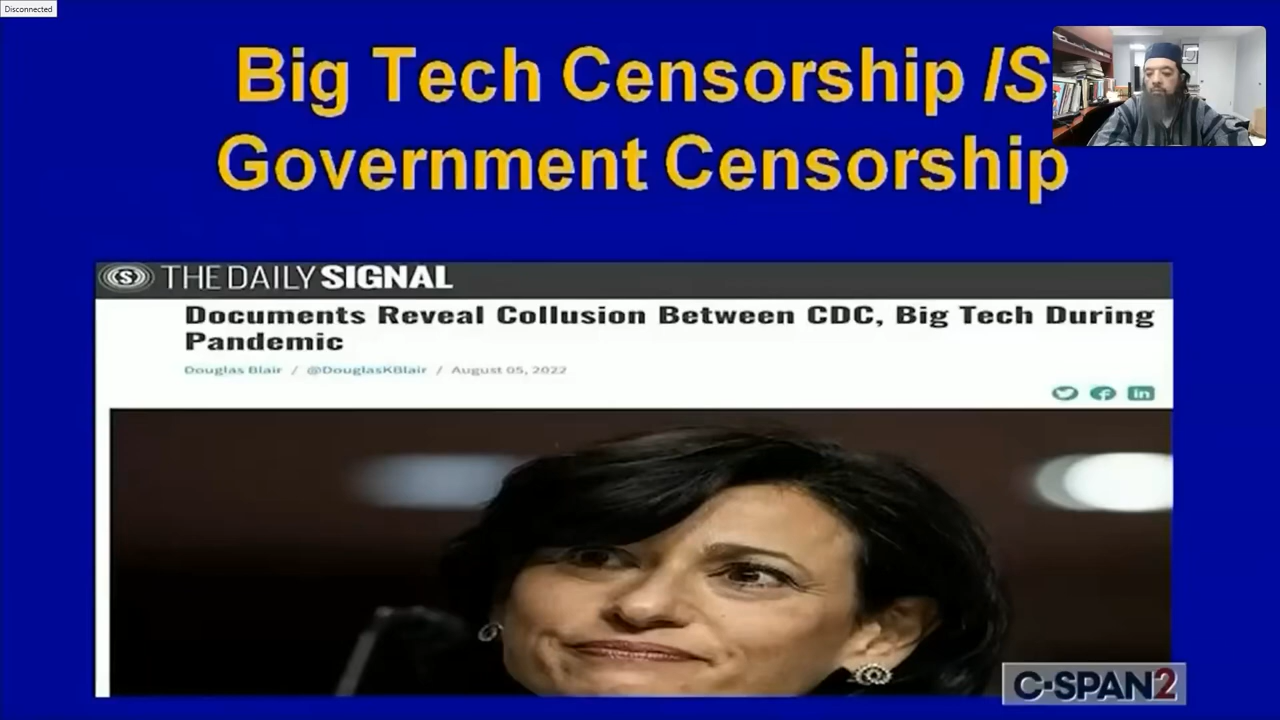 Disconnected
Big Tech Censorship IS
Government Censorship
THE DAILY SIGNAL
Documents Reveal Collusion Between CDC, Big Tech During
Pandemic
Douglas Blair / @DouglasKBlair / August 05, 2022
C-SPAN2